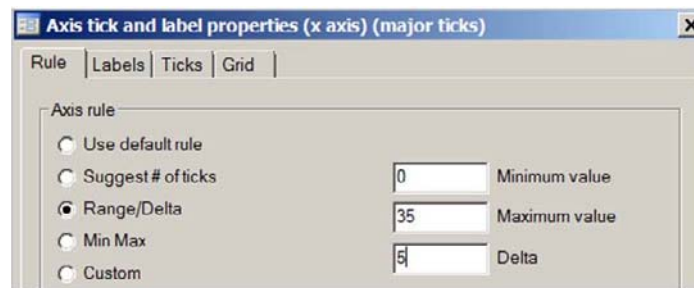 Axis tick and label properties (x axis) (major ticks)
Rule Labels Ticks Grid
Axis rule
Use default rule
Suggest # of ticks 0 Minimum value
Range/Delta 35 Maximum value
Min Max
5 Delta
Custom